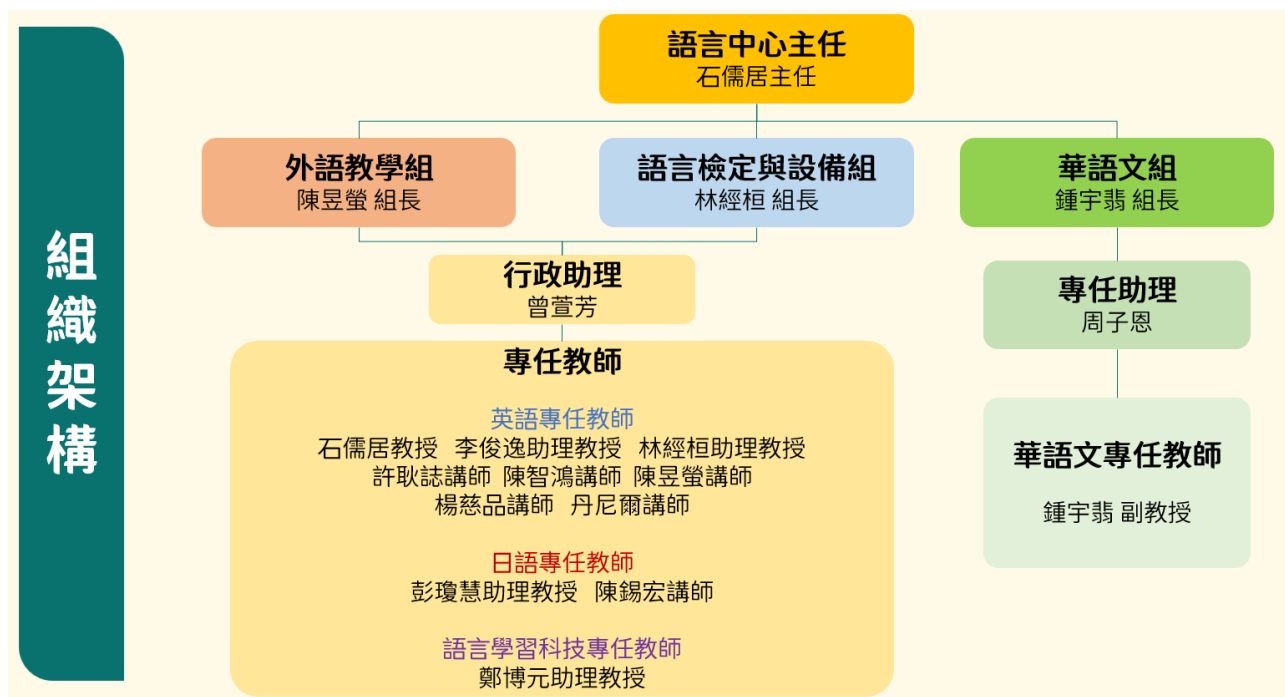 組織架構
語言中心主任
石儒居主任
外語教學組
陳昱螢 組長
語言檢定與設備組
林經桓 組長
華語文組
鍾宇翡 組長
行政助理
曾萱芳
專任助理
周子恩
專任教師
英語專任教師
石儒居教授 李俊逸助理教授 林經桓助理教授
許耿誌講師 陳智鴻講師 陳昱螢講師
楊慈品講師 丹尼爾講師
日語專任教師
彭瓊慧助理教授 陳錫宏講師
語言學習科技專任教師
鄭博元助理教授
華語文專任教師
鍾宇翡 副教授